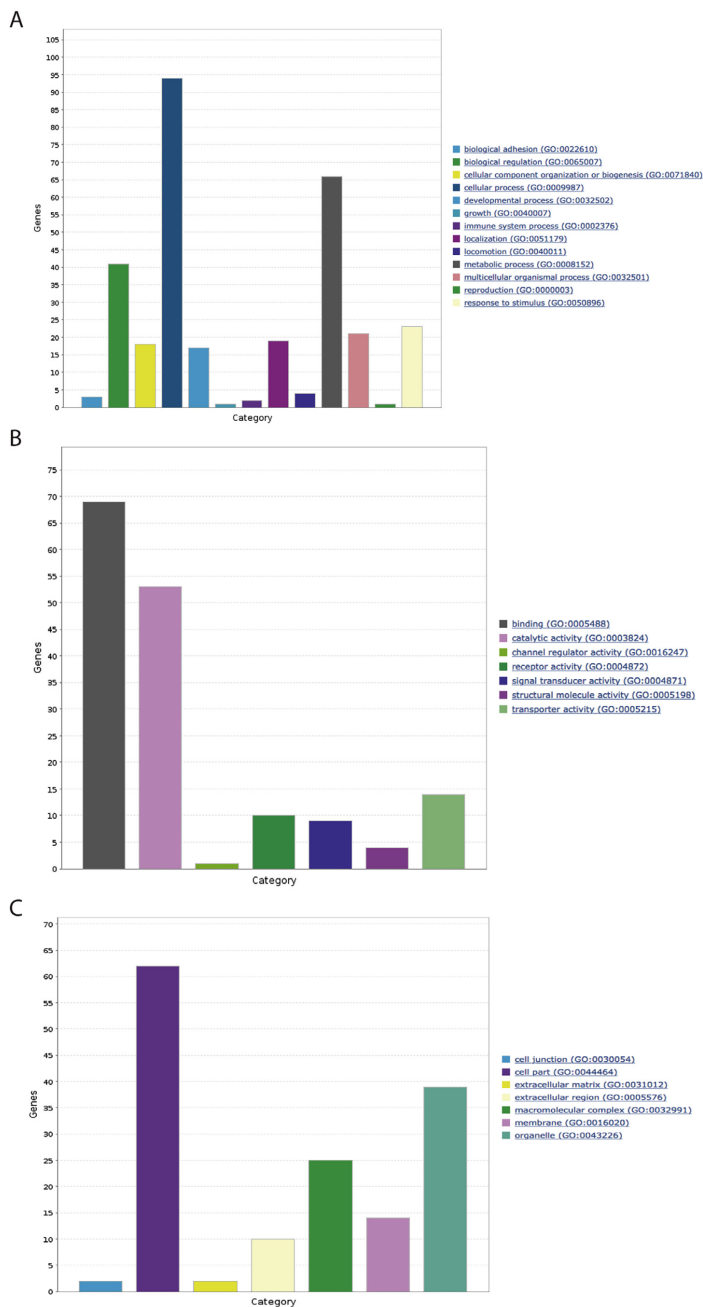 A
105
100
95
90
85
80
75
70
65
60
55
50
45
40
35
30
25
20
15
10
5
0
Genes
Category
biological adhesion (GO:0022610)
biological regulation (GO:0065007)
cellular component organization or biogenesis (GO:0071840)
cellular process (GO:0009987)
developmental process (GO:0032502)
growth (GO:0040007)
immune system process (GO:0002376)
localization (GO:0051179)
locomotion (GO:0040011)
metabolic process (GO:0008152)
multicellular organismal process (GO:0032501)
reproduction (GO:0000003)
response to stimulus (GO:0050896)
B
75
70
65
60
55
50
45
40
35
30
25
20
15
10
5
0
Genes
Category
binding (GO:0005488)
catalytic activity (GO:0003824)
channel regulator activity (GO:0016247)
receptor activity (GO:0004872)
signal transducer activity (GO:0004871)
structural molecule activity (GO:0005198)
transporter activity (GO:0005215)
C
70
65
60
55
50
45
40
35
30
25
20
15
10
5
0
Genes
Category
cell junction (GO:0030054)
cell part (GO:0044464)
extracellular matrix (GO:0031012)
extracellular region (GO:0005576)
macromolecular complex (GO:0032991)
membrane (GO:0016020)
organelle (GO:0043226)